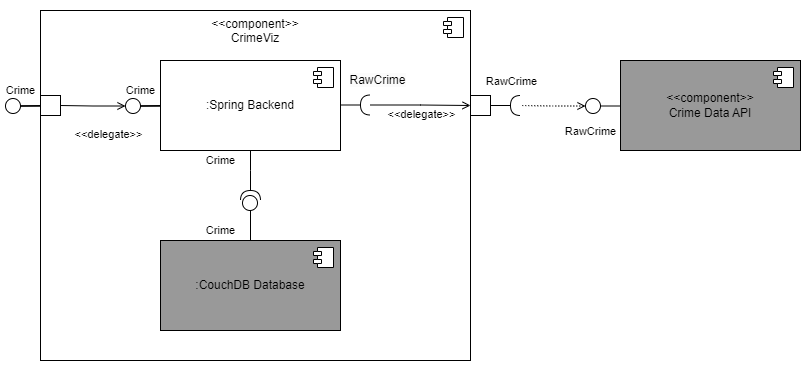 <<component>>
CrimeViz
Crime
Crime
<<delegate>>
:Spring Backend
RawCrime
<<delegate>>
RawCrime
RawCrime
<<component>>
Crime Data API
Crime
Crime
:CouchDB Database